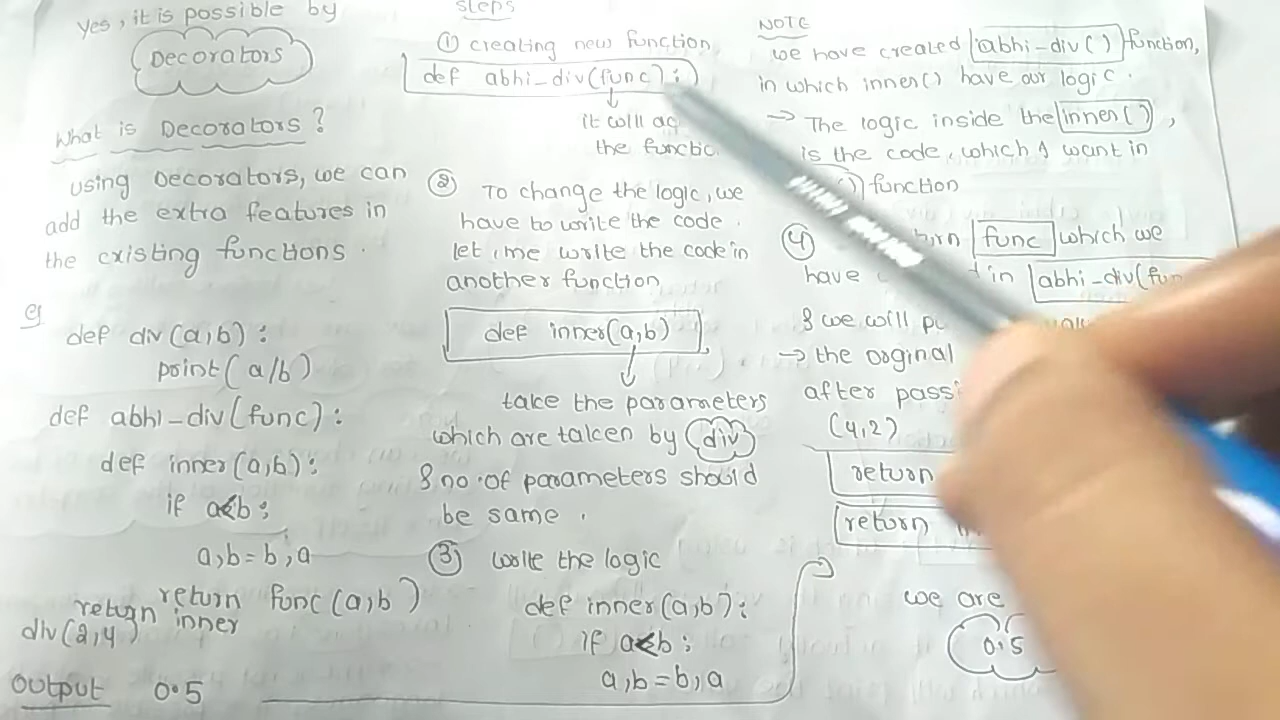 yes, it is possible by
Decorators
What is Decorators?
using Decorators, we can
add the extra features in
the existing functions.
eg
def div(a,b):
print(a/b)
def abhi-div(func):
def inner(a,b):
if a<b:
a,b=b,a
return func(a,b)
return inner
div(2,4)
output 0.5
steps
① creating new function
def abhi-div(func):
it will
the
② To change the logic, we
have to write the code.
let, me write the code in
another function
def inner(a,b)
take the parameters
which are taken by div
& no.of parameters should
be same.
③ write the logic
def inner(a,b):
if a<b:
a,b=b,a
NOTE
we have created abhi-div() function,
in which inner() have our logic.
→ The logic inside the inner(),
is the code, which I want in
function
④ func which we
have in abhi-div(
& we will
→ the orginal
after
(4,2)
return
return
we are
0.5